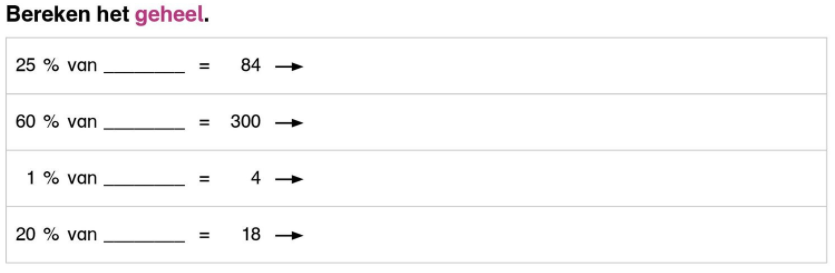 Bereken het geheel.
25 % van ________ = 84 →
60 % van ________ = 300 →
1 % van ________ = 4 →
20 % van ________ = 18 →